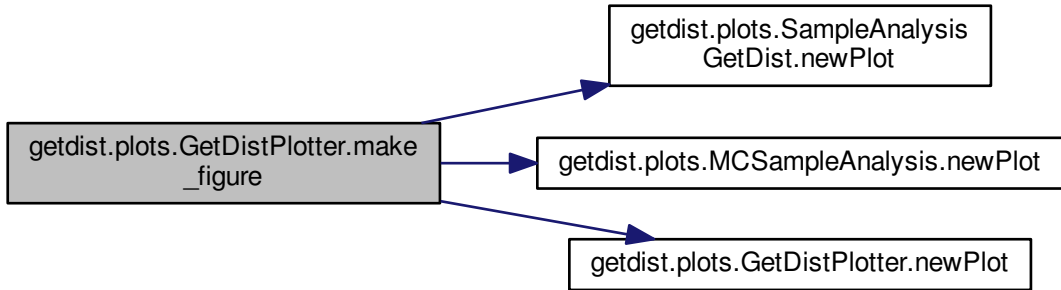 getdist.plots.GetDistPlotter.make
_figure
getdist.plots.SampleAnalysis
GetDist.newPlot
getdist.plots.MCSampleAnalysis.newPlot
getdist.plots.GetDistPlotter.newPlot